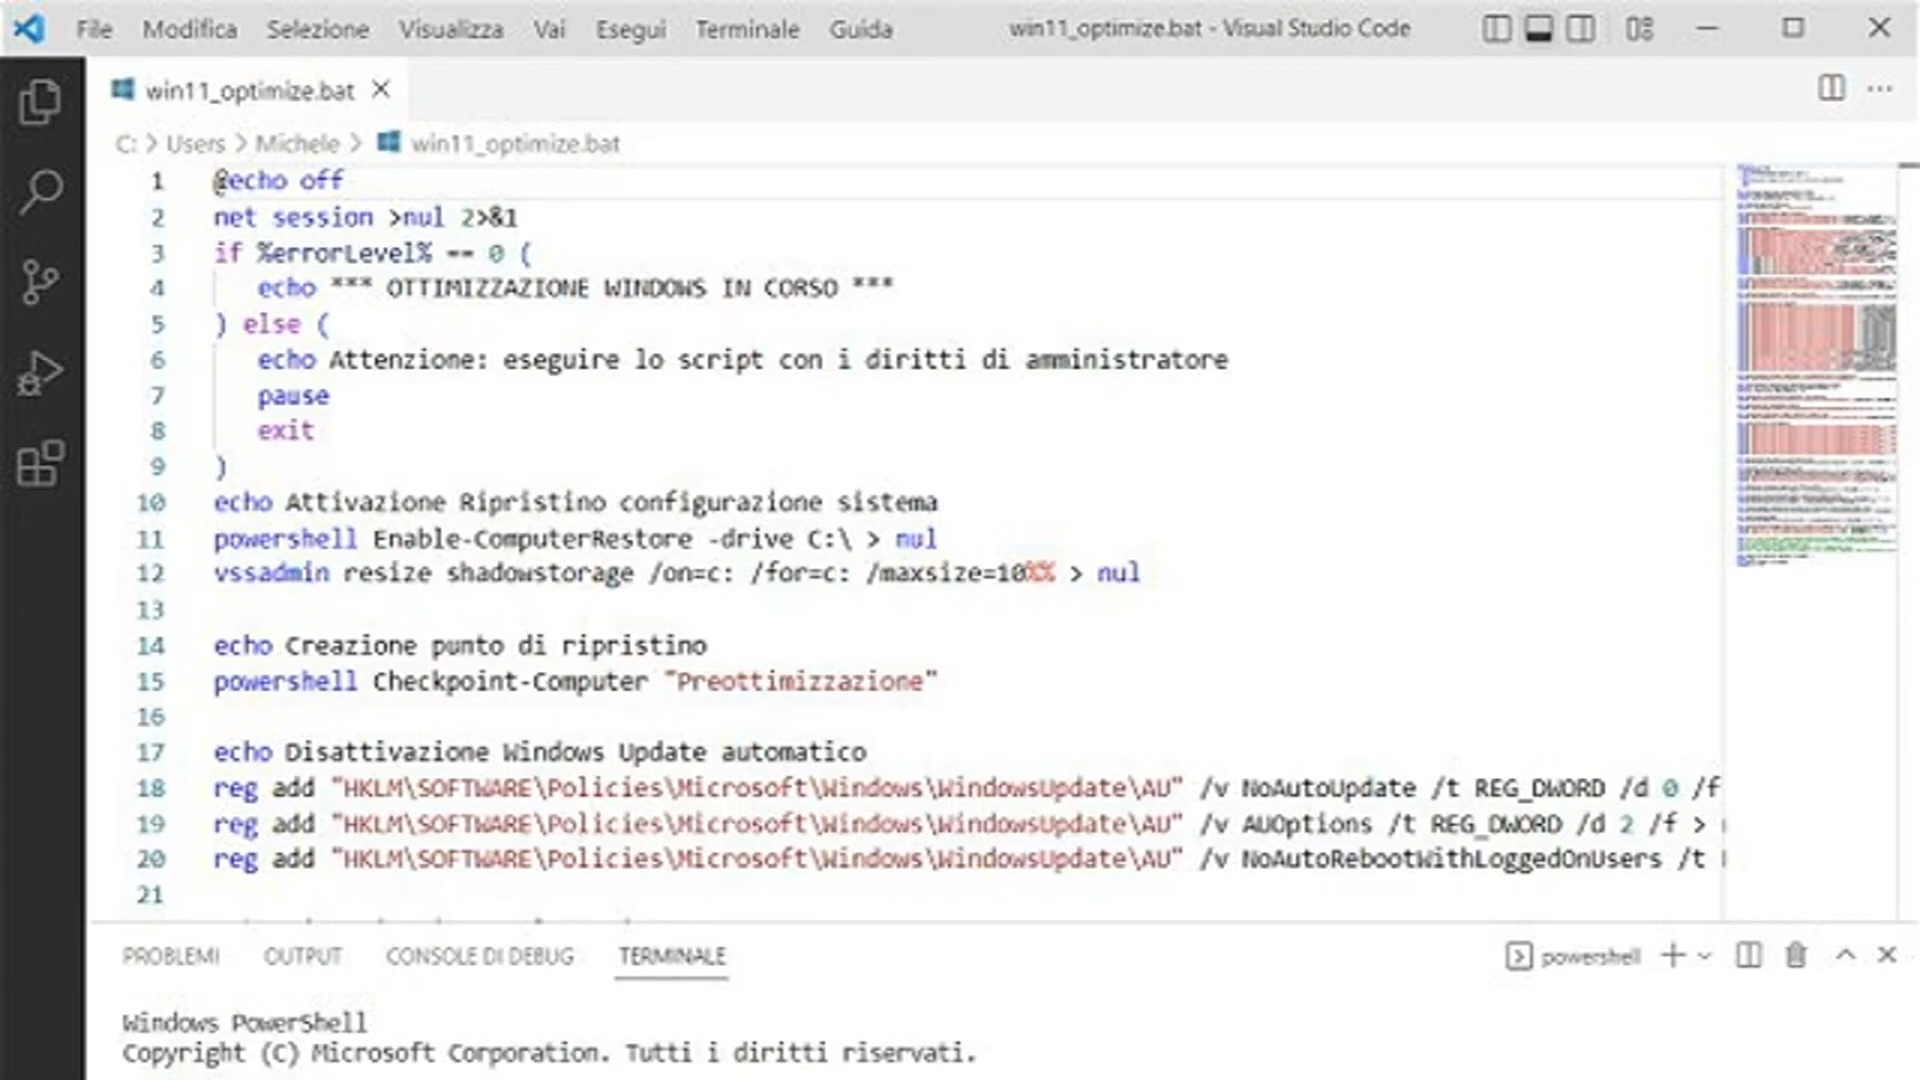 File Modifica Selezione Visualizza Vai Esegui Terminale Guida win11_optimize.bat - Visual Studio Code
win11_optimize.bat
C: > Users > Michele > win11_optimize.bat
1 @echo off
2 net session >nul 2>&1
3 if %errorLevel% == 0 (
4 echo *** OTTIMIZZAZIONE WINDOWS IN CORSO ***
5 ) else (
6 echo Attenzione: eseguire lo script con i diritti di amministratore
7 pause
8 exit
9 )
10 echo Attivazione Ripristino configurazione sistema
11 powershell Enable-ComputerRestore -drive C:\ > nul
12 vssadmin resize shadowstorage /on=c: /for=c: /maxsize=10%% > nul
13
14 echo Creazione punto di ripristino
15 powershell Checkpoint-Computer "Preottimizzazione"
16
17 echo Disattivazione Windows Update automatico
18 reg add "HKLM\SOFTWARE\Policies\Microsoft\Windows\WindowsUpdate\AU" /v NoAutoUpdate /t REG_DWORD /d 0 /f
19 reg add "HKLM\SOFTWARE\Policies\Microsoft\Windows\WindowsUpdate\AU" /v AUOptions /t REG_DWORD /d 2 /f >
20 reg add "HKLM\SOFTWARE\Policies\Microsoft\Windows\WindowsUpdate\AU" /v NoAutoRebootWithLoggedOnUsers /t
21
PROBLEMI OUTPUT CONSOLE DI DEBUG TERMINALE powershell
Windows PowerShell
Copyright (C) Microsoft Corporation. Tutti i diritti riservati.